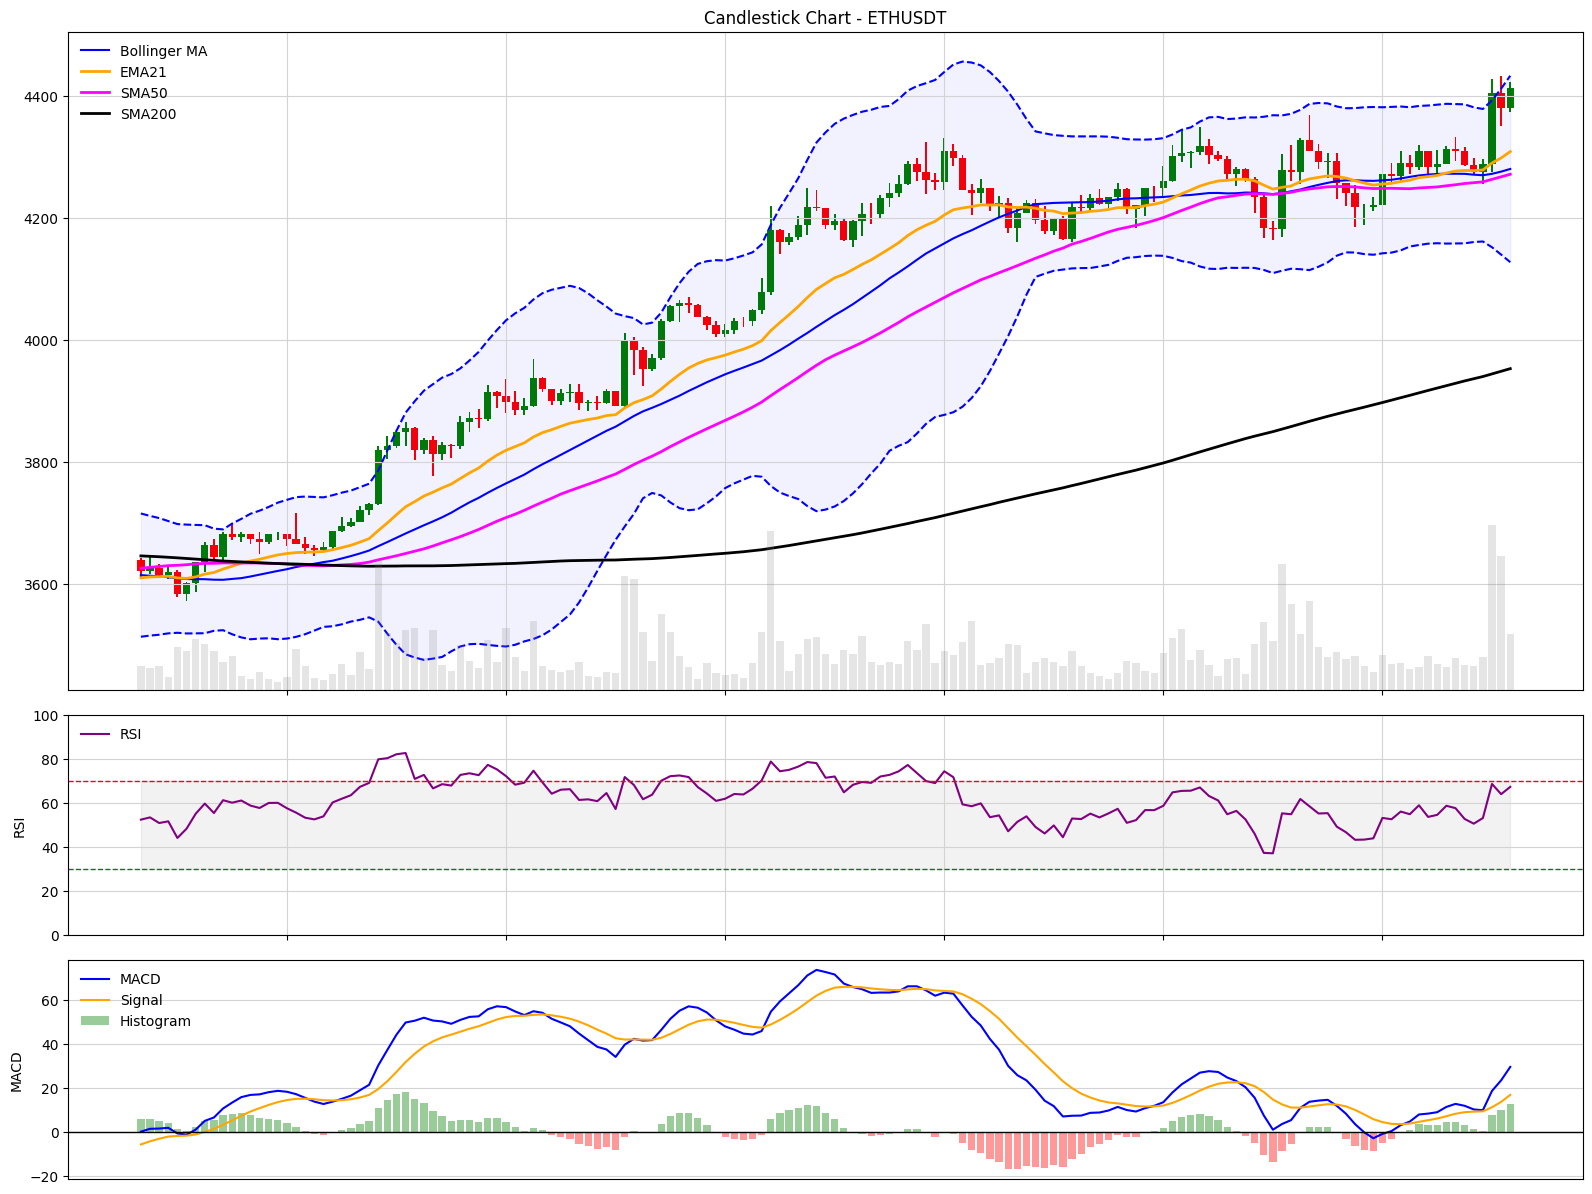 Candlestick Chart - ETHUSDT
Bollinger MA
EMA21
SMA50
SMA200
4400
4200
4000
3800
3600
RSI
100
80
60
40
20
0
RSI
MACD
Signal
Histogram
60
40
20
0
−20
MACD